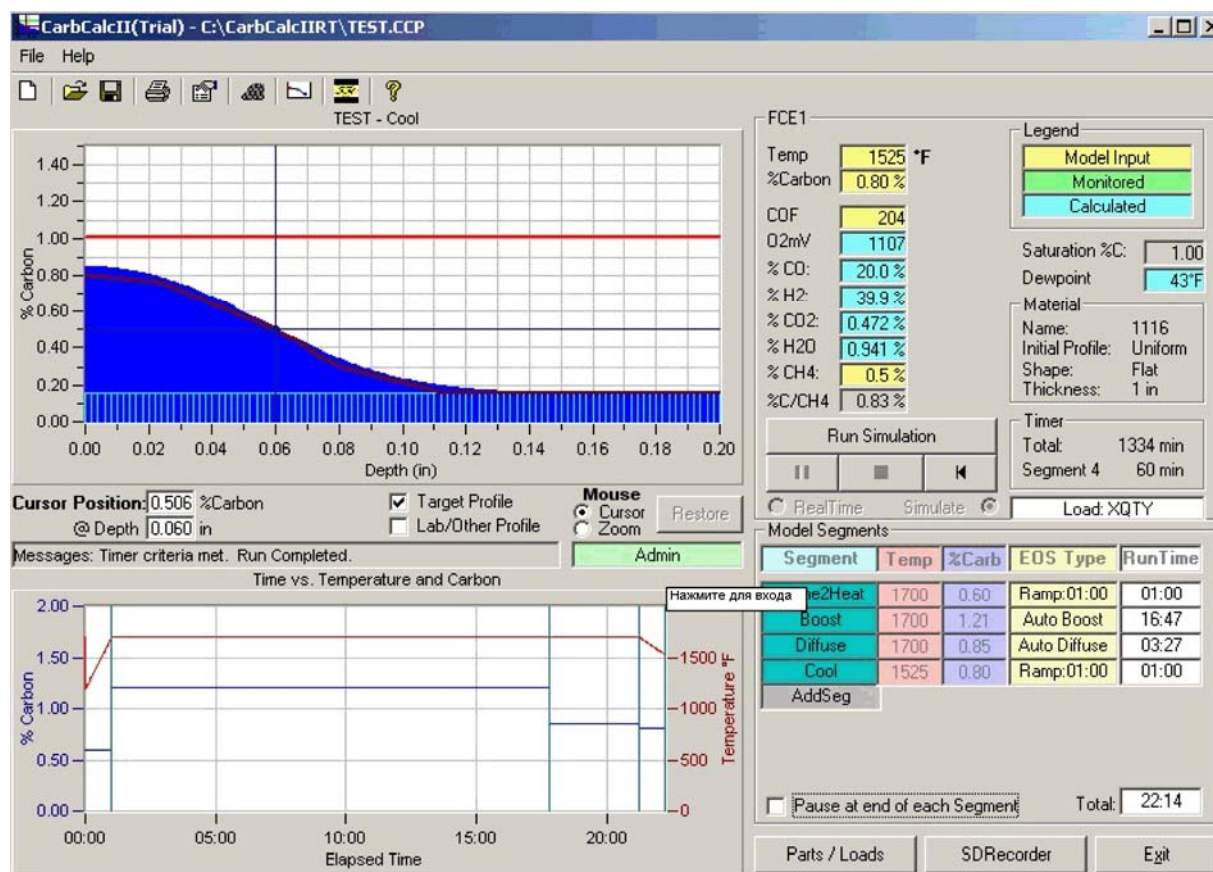 CarbCalcII(Trial) - C:\CarbCalcIIRT\TEST.CCP
File Help
TEST - Cool
% Carbon
1.40
1.20
1.00
0.80
0.60
0.40
0.20
0.00
0.00 0.02 0.04 0.06 0.08 0.10 0.12 0.14 0.16 0.18 0.20
Depth (in)
Cursor Position: 0.506 %Carbon
@ Depth 0.060 in
Target Profile
Lab/Other Profile
Mouse
Cursor
Zoom
Restore
Messages: Timer criteria met. Run Completed.
Admin
Time vs. Temperature and Carbon
Нажмите для входа
% Carbon
2.00
1.50
1.00
0.50
0.00
1500
1000
500
0
Temperature °F
00:00 05:00 10:00 15:00 20:00
Elapsed Time
FCE1
Temp 1525 °F
%Carbon 0.80 %
COF 204
O2mV 1107
% CO: 20.0 %
% H2: 39.9 %
% CO2: 0.472 %
% H2O 0.941 %
% CH4: 0.5 %
%C/CH4 0.83 %
Legend
Model Input
Monitored
Calculated
Saturation %C: 1.00
Dewpoint 43°F
Material
Name: 1116
Initial Profile: Uniform
Shape: Flat
Thickness: 1 in
Run Simulation
RealTime Simulate
Timer
Total: 1334 min
Segment 4 60 min
Load: XQTY
Model Segments
Segment Temp %Carb EOS Type RunTime
e2Heat 1700 0.60 Ramp:01:00 01:00
Boost 1700 1.21 Auto Boost 16:47
Diffuse 1700 0.85 Auto Diffuse 03:27
Cool 1525 0.80 Ramp:01:00 01:00
AddSeg
Pause at end of each Segment
Total: 22:14
Parts / Loads SDRecorder Exit